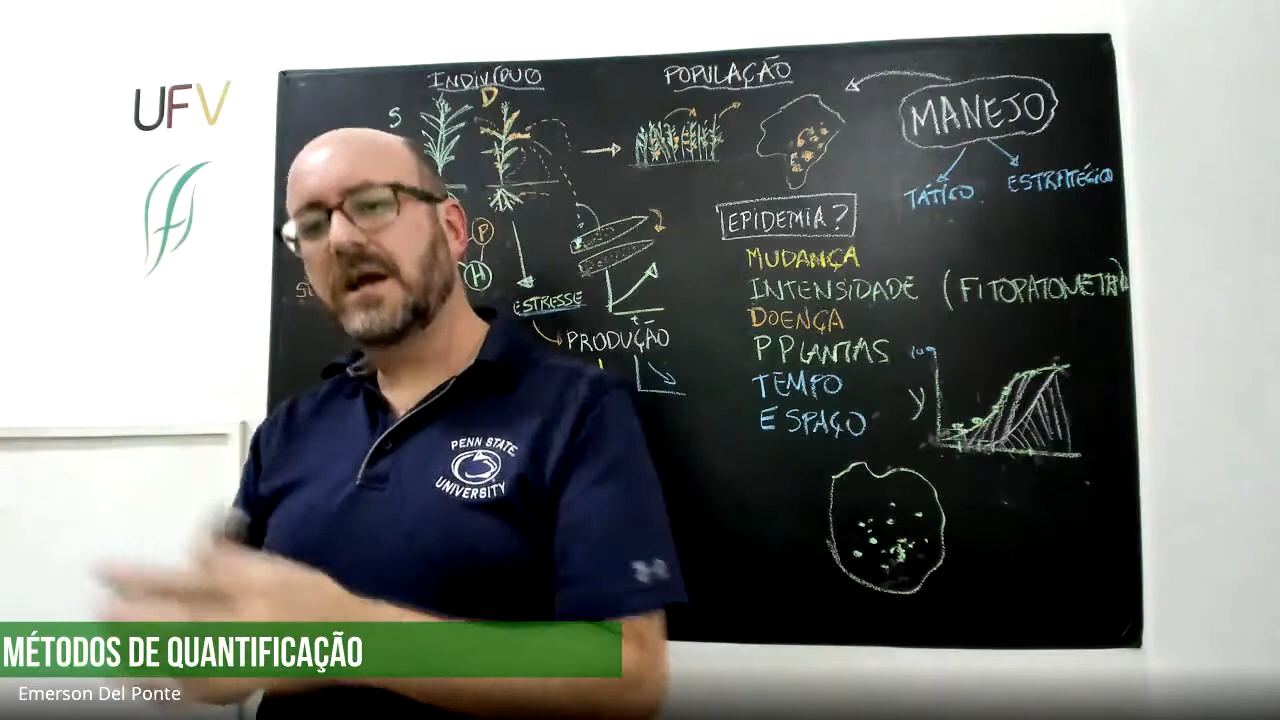 UFV
INDIVÍDUO
S
D
P
H
ESTRESSE
t
PRODUÇÃO
POPULAÇÃO
MANEJO
TÁTICO
ESTRATÉGICO
EPIDEMIA?
MUDANÇA
INTENSIDADE (FITOPATOMETRIA)
DOENÇA
P PLANTAS
TEMPO
ESPAÇO
100
y
PENN STATE
UNIVERSITY
MÉTODOS DE QUANTIFICAÇÃO
Emerson Del Ponte